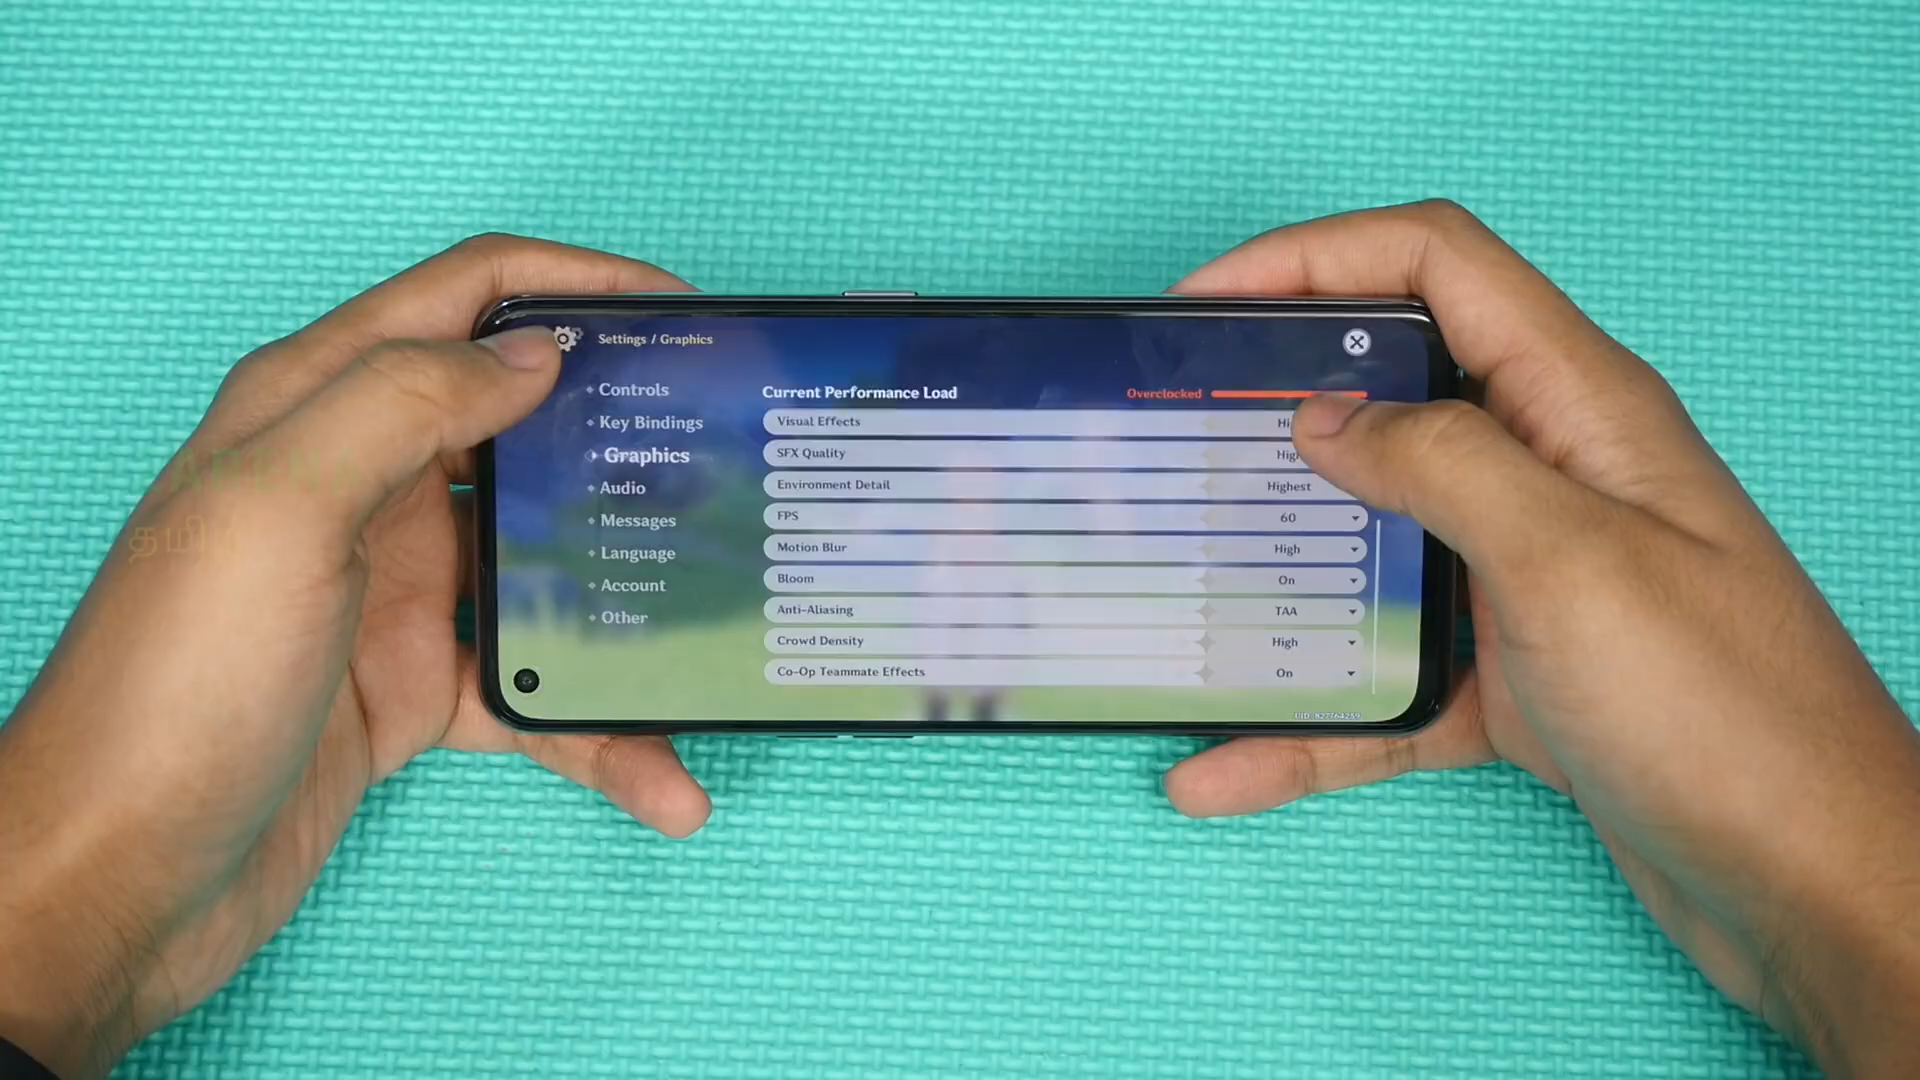 Settings / Graphics
Controls
Key Bindings
Graphics
Audio
Messages
Language
Account
Other
Current Performance Load Overclocked
Visual Effects
SFX Quality
Environment Detail Highest
FPS 60
Motion Blur High
Bloom On
Anti-Aliasing TAA
Crowd Density High
Co-Op Teammate Effects On